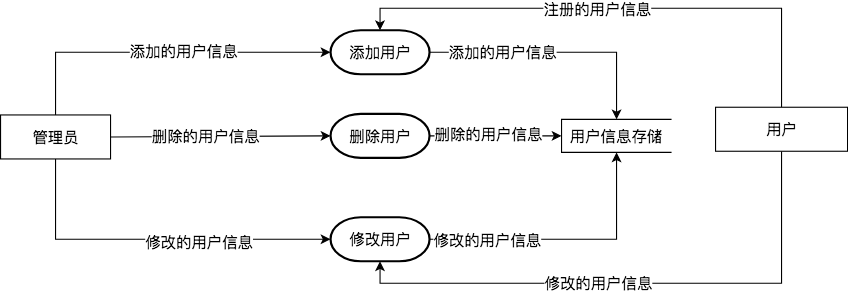 注册的用户信息
添加的用户信息
添加用户
添加的用户信息
管理员
删除的用户信息
删除用户
删除的用户信息
用户信息存储
用户
修改的用户信息
修改用户
修改的用户信息
修改的用户信息